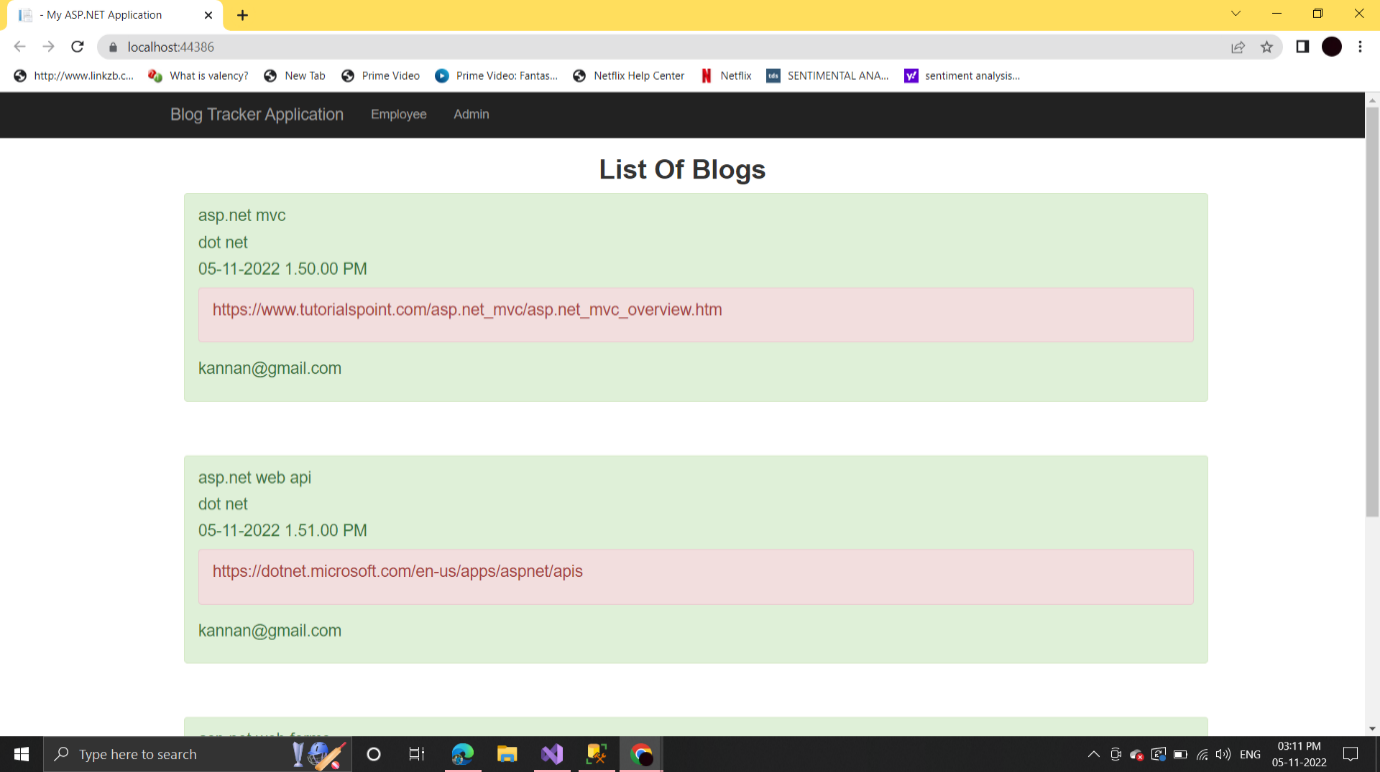 - My ASP.NET Application
localhost:44386
http://www.linkzb.c... What is valency? New Tab Prime Video Prime Video: Fantas... Netflix Help Center Netflix SENTIMENTAL ANA... sentiment analysis...
Blog Tracker Application Employee Admin
List Of Blogs
asp.net mvc
dot net
05-11-2022 1.50.00 PM
https://www.tutorialspoint.com/asp.net_mvc/asp.net_mvc_overview.htm
kannan@gmail.com
asp.net web api
dot net
05-11-2022 1.51.00 PM
https://dotnet.microsoft.com/en-us/apps/aspnet/apis
kannan@gmail.com
asp.net web forms
Type here to search
ENG
03:11 PM
05-11-2022